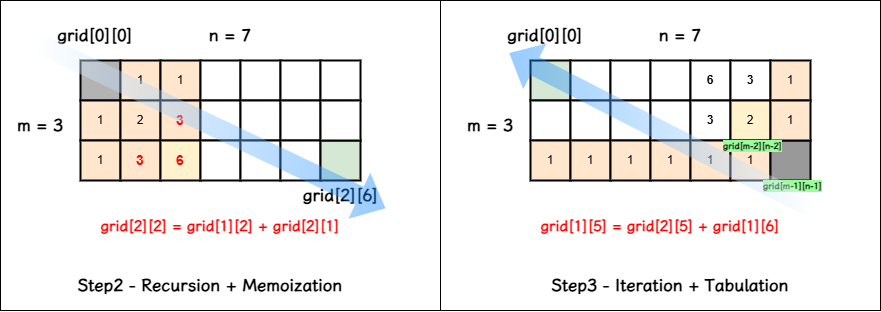 grid[0][0] n = 7
1 1
m = 3
1 2 3
1 3 6
grid[2][6]
grid[2][2] = grid[1][2] + grid[2][1]
Step2 - Recursion + Memoization
grid[0][0] n = 7
6 3 1
m = 3
3 2 1
grid[m-2][n-2]
1 1 1 1 1 1
grid[m-1][n-1]
grid[1][5] = grid[2][5] + grid[1][6]
Step3 - Iteration + Tabulation